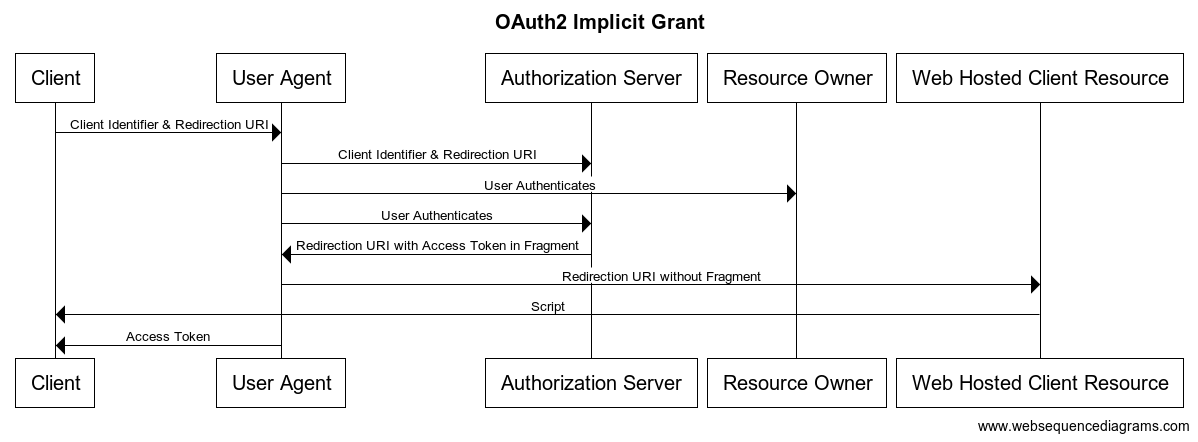 OAuth2 Implicit Grant
Client
User Agent
Authorization Server
Resource Owner
Web Hosted Client Resource
Client Identifier & Redirection URI
Client Identifier & Redirection URI
User Authenticates
User Authenticates
Redirection URI with Access Token in Fragment
Redirection URI without Fragment
Script
Access Token
Client
User Agent
Authorization Server
Resource Owner
Web Hosted Client Resource
www.websequencediagrams.com